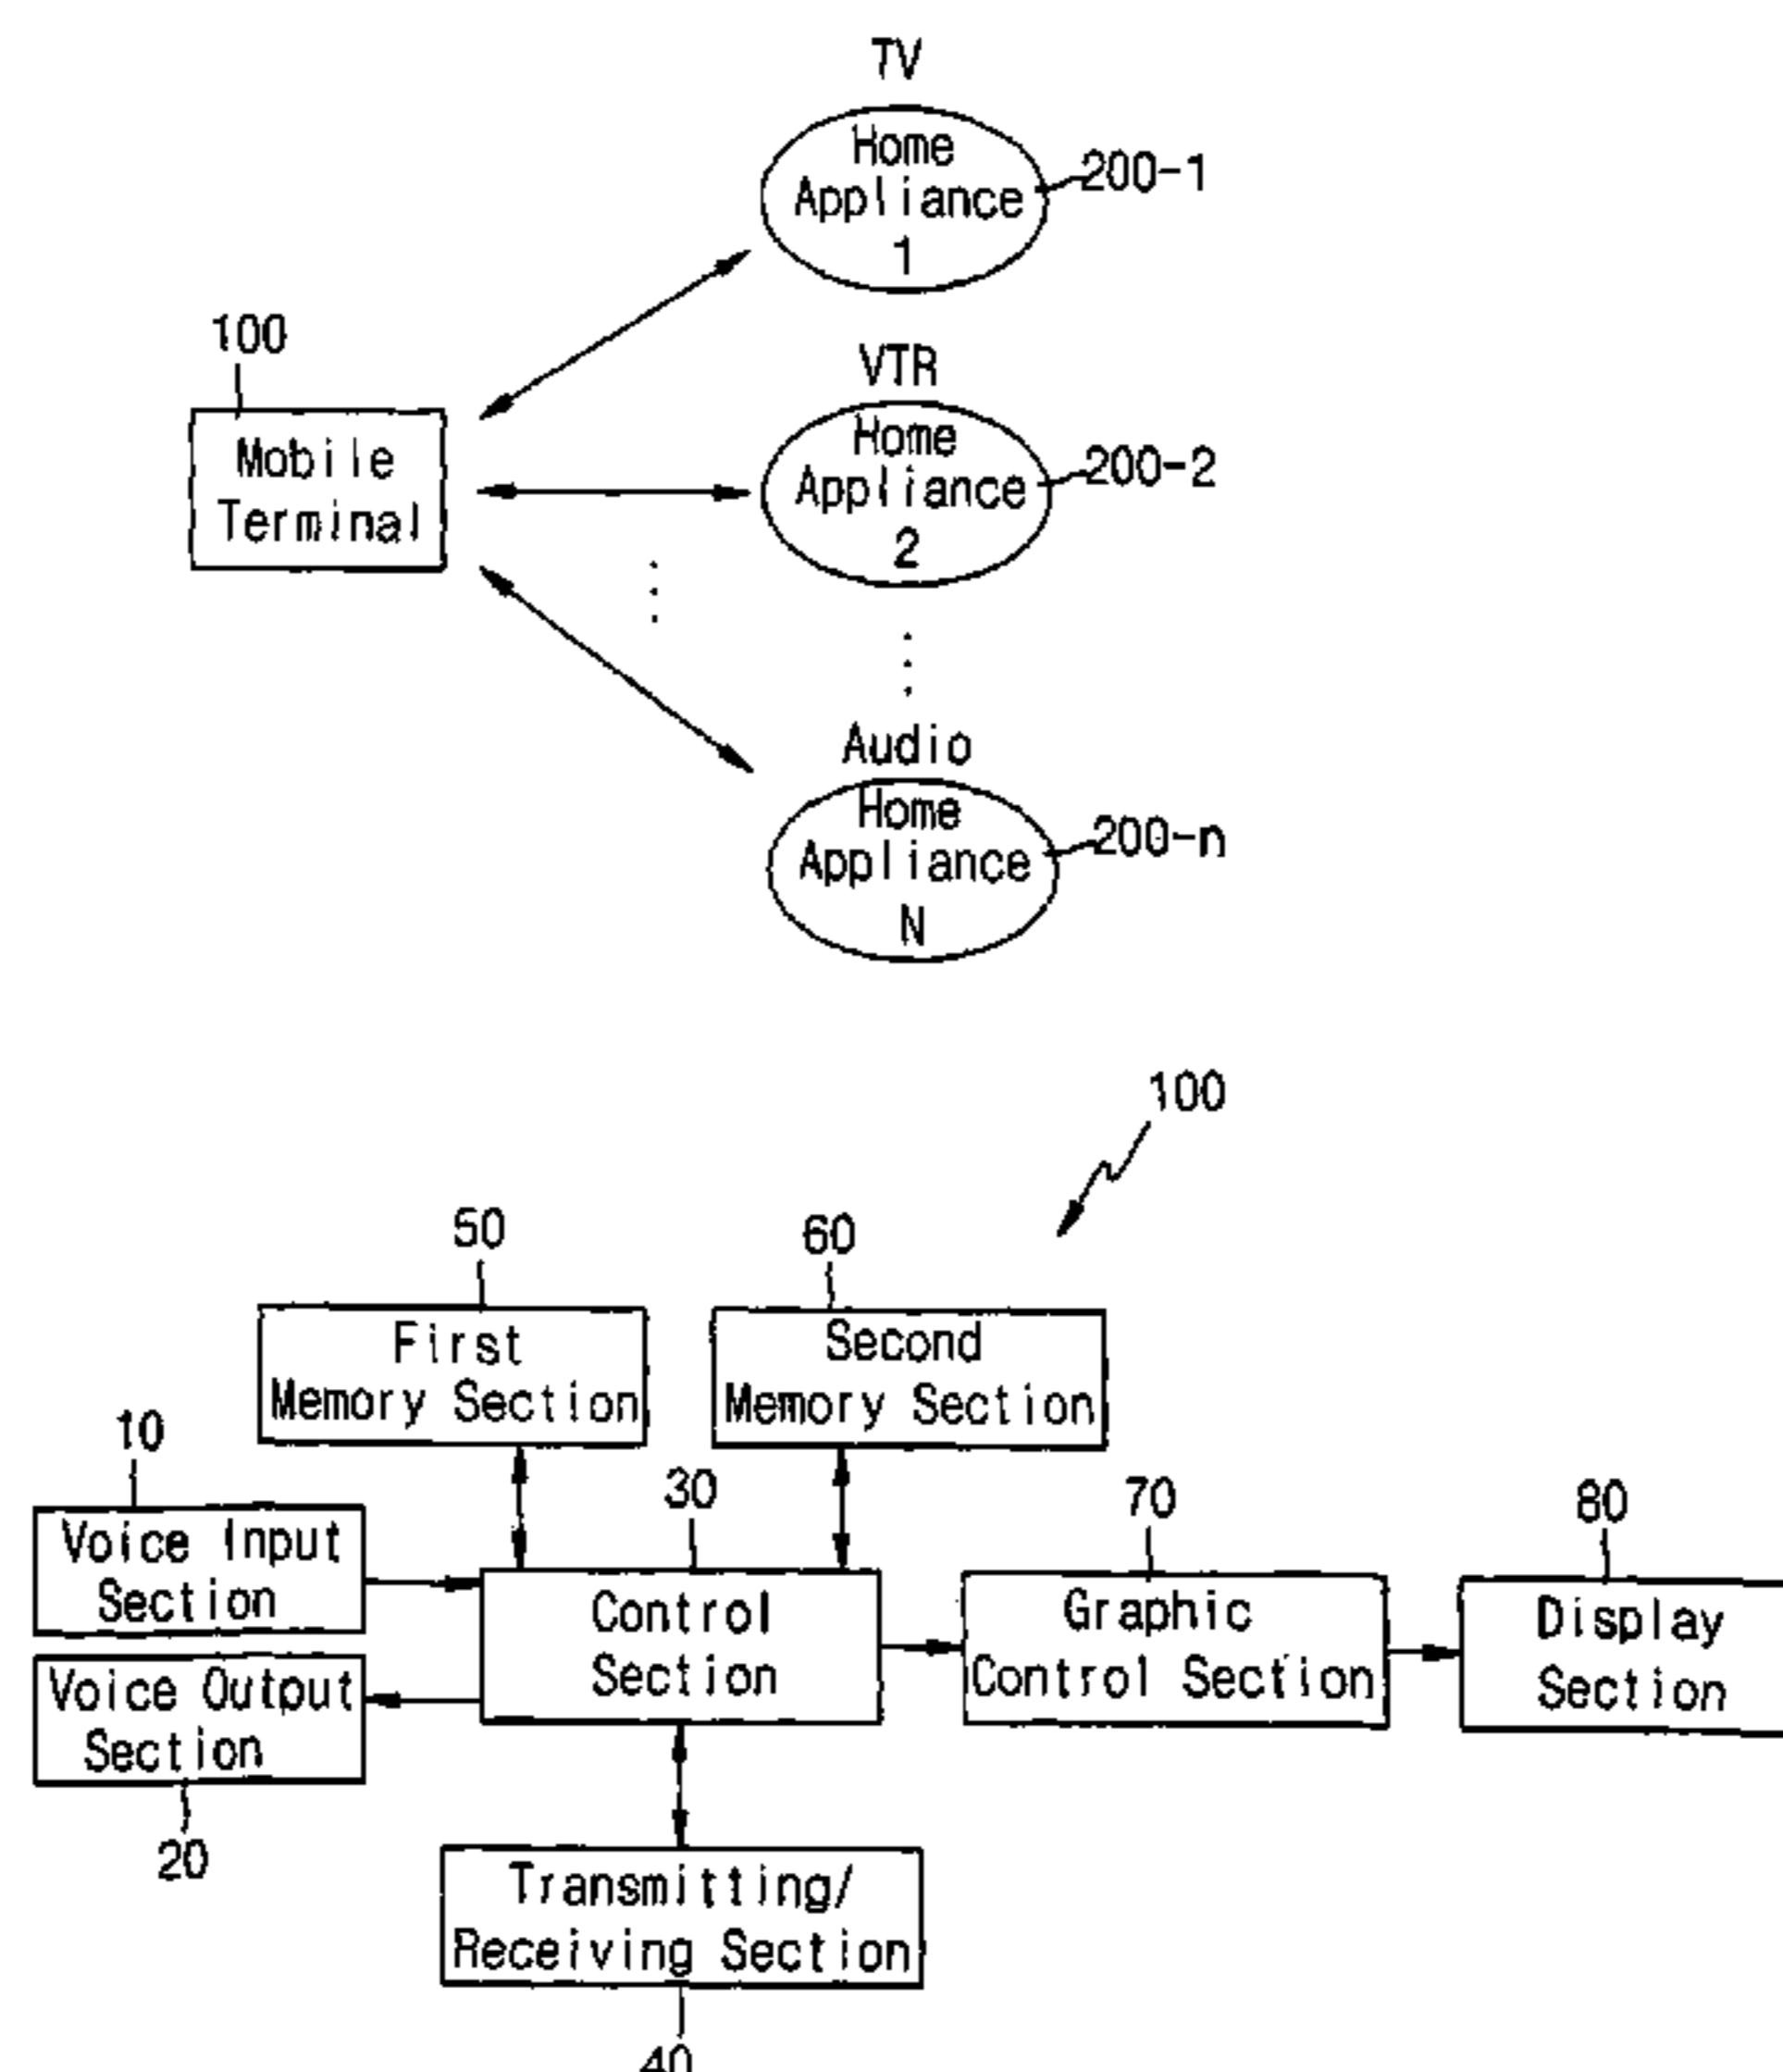 TV
Home
Appliance
1
200-1
100
Mobile
Terminal
VTR
Home
Appliance
2
200-2
Audio
Home
Appliance
N
200-n
100
50
First
Memory Section
60
Second
Memory Section
10
Voice Input
Section
30
Control
Section
70
Graphic
Control Section
80
Display
Section
Voice Output
Section
20
Transmitting/
Receiving Section
40